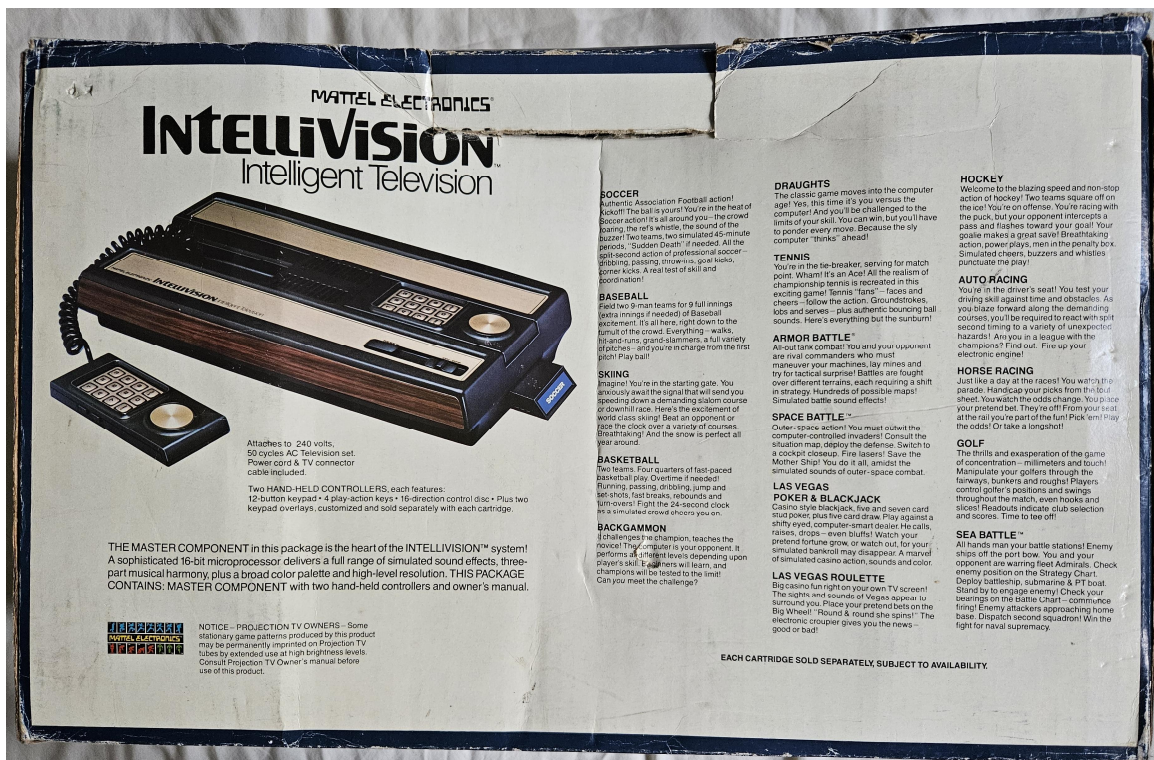 MATTEL ELECTRONICS®
INTELLIVISION™
Intelligent Television
INTELLIVISION
SOCCER
Attaches to 240 volts,
50 cycles AC Television set.
Power cord & TV connector
cable included.
Two HAND-HELD CONTROLLERS, each features:
12-button keypad • 4 play-action keys • 16-direction control disc • Plus two
keypad overlays, customized and sold separately with each cartridge.
THE MASTER COMPONENT in this package is the heart of the INTELLIVISION™ system!
A sophisticated 16-bit microprocessor delivers a full range of simulated sound effects, three-
part musical harmony, plus a broad color palette and high-level resolution. THIS PACKAGE
CONTAINS: MASTER COMPONENT with two hand-held controllers and owner's manual.
MATTEL ELECTRONICS
NOTICE – PROJECTION TV OWNERS – Some
stationary game patterns produced by this product
may be permanently imprinted on Projection TV
tubes by extended use at high brightness levels.
Consult Projection TV Owner's manual before
use of this product.
SOCCER
Authentic Association Football action!
Kickoff! The ball is yours! You're in the heat of
Soccer action! It's all around you – the crowd
roaring, the ref's whistle, the sound of the
buzzer! Two teams, two simulated 45-minute
periods, "Sudden Death" if needed. All the
split-second action of professional soccer –
dribbling, passing, throw-ins, goal kicks,
corner kicks. A real test of skill and
coordination!
BASEBALL
Field two 9-man teams for 9 full innings
(extra innings if needed) of Baseball
excitement. It's all here, right down to the
tumult of the crowd. Everything – walks,
hit-and-runs, grand-slammers, a full variety
of pitches – and you're in charge from the first
pitch! Play ball!
SKIING
Imagine! You're in the starting gate. You
anxiously await the signal that will send you
speeding down a demanding slalom course
or downhill race. Here's the excitement of
world class skiing! Beat an opponent or
race the clock over a variety of courses.
Breathtaking! And the snow is perfect all
year around.
BASKETBALL
Two teams. Four quarters of fast-paced
basketball play. Overtime if needed!
Running, passing, dribbling, jump and
set-shots, fast breaks, rebounds and
turn-overs! Fight the 24-second clock
as a simulated crowd cheers you on.
BACKGAMMON
It challenges the champion, teaches the
novice! The computer is your opponent. It
performs at different levels depending upon
player's skill. Beginners will learn, and
champions will be tested to the limit!
Can you meet the challenge?
DRAUGHTS
The classic game moves into the computer
age! Yes, this time it's you versus the
computer! And you'll be challenged to the
limits of your skill. You can win, but you'll have
to ponder every move. Because the sly
computer "thinks" ahead!
TENNIS
You're in the tie-breaker, serving for match
point. Wham! It's an Ace! All the realism of
championship tennis is recreated in this
exciting game! Tennis "fans" – faces and
cheers – follow the action. Groundstrokes,
lobs and serves – plus authentic bouncing ball
sounds. Here's everything but the sunburn!
ARMOR BATTLE™
All-out tank combat! You and your opponent
are rival commanders who must
maneuver your machines, lay mines and
try for tactical surprise! Battles are fought
over different terrains, each requiring a shift
in strategy. Hundreds of possible maps!
Simulated battle sound effects!
SPACE BATTLE™
Outer-space action! You must outwit the
computer-controlled invaders! Consult the
situation map, deploy the defense. Switch to
a cockpit closeup. Fire lasers! Save the
Mother Ship! You do it all, amidst the
simulated sounds of outer-space combat.
LAS VEGAS
POKER & BLACKJACK
Casino style blackjack, five and seven card
stud poker, plus five card draw. Play against a
shifty eyed, computer-smart dealer. He calls,
raises, drops – even bluffs! Watch your
pretend fortune grow, or watch out, for your
simulated bankroll may disappear. A marvel
of simulated casino action, sounds and color.
LAS VEGAS ROULETTE
Big casino fun right on your own TV screen!
The sights and sounds of Vegas appear to
surround you. Place your pretend bets on the
Big Wheel! "Round & round she spins!" The
electronic croupier gives you the news –
good or bad!
HOCKEY
Welcome to the blazing speed and non-stop
action of hockey! Two teams square off on
the ice! You're on offense. You're racing with
the puck, but your opponent intercepts a
pass and flashes toward your goal! Your
goalie makes a great save! Breathtaking
action, power plays, men in the penalty box.
Simulated cheers, buzzers and whistles
punctuate the play!
AUTO RACING
You're in the driver's seat! You test your
driving skill against time and obstacles. As
you blaze forward along the demanding
courses, you'll be required to react with split
second timing to a variety of unexpected
hazards! Are you in a league with the
champions? Find out. Fire up your
electronic engine!
HORSE RACING
Just like a day at the races! You watch the
parade. Handicap your picks from the tout
sheet. You watch the odds change. You place
your pretend bet. They're off! From your seat
at the rail you're part of the fun! Pick 'em! Play
the odds! Or take a longshot!
GOLF
The thrills and exasperation of the game
of concentration – millimeters and touch!
Manipulate your golfers through the
fairways, bunkers and roughs! Players
control golfer's positions and swings
throughout the match, even hooks and
slices! Readouts indicate club selection
and scores. Time to tee off!
SEA BATTLE™
All hands man your battle stations! Enemy
ships off the port bow. You and your
opponent are warring fleet Admirals. Check
enemy position on the Strategy Chart.
Deploy battleship, submarine & PT boat.
Stand by to engage enemy! Check your
bearings on the Battle Chart – commence
firing! Enemy attackers approaching home
base. Dispatch second squadron! Win the
fight for naval supremacy.
EACH CARTRIDGE SOLD SEPARATELY, SUBJECT TO AVAILABILITY.